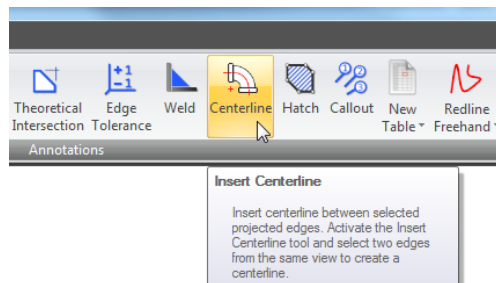 Theoretical Edge Weld Centerline Hatch Callout New Redline
Intersection Tolerance Table Freehand
Annotations
Insert Centerline
Insert centerline between selected
projected edges. Activate the Insert
Centerline tool and select two edges
from the same view to create a
centerline.